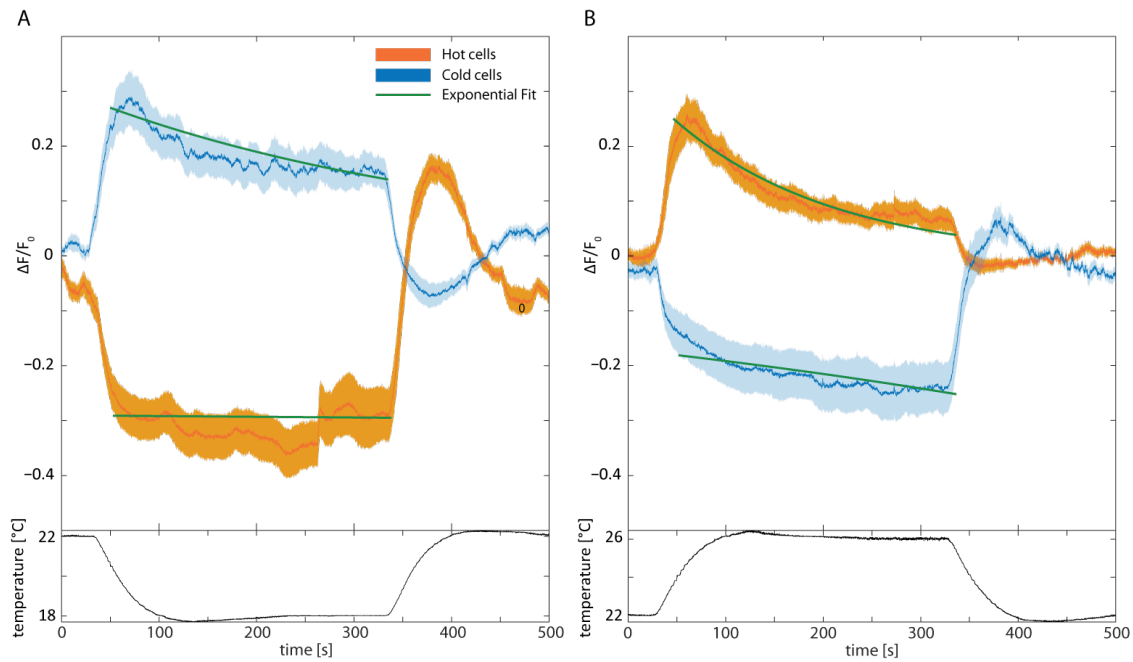 A
B
Hot cells
Cold cells
Exponential Fit
ΔF/F0
0.2
0
−0.2
−0.4
0
ΔF/F0
0.2
0
−0.2
−0.4
temperature [°C]
22
18
0
100
200
300
400
500
time [s]
temperature [°C]
26
22
0
100
200
300
400
500
time [s]